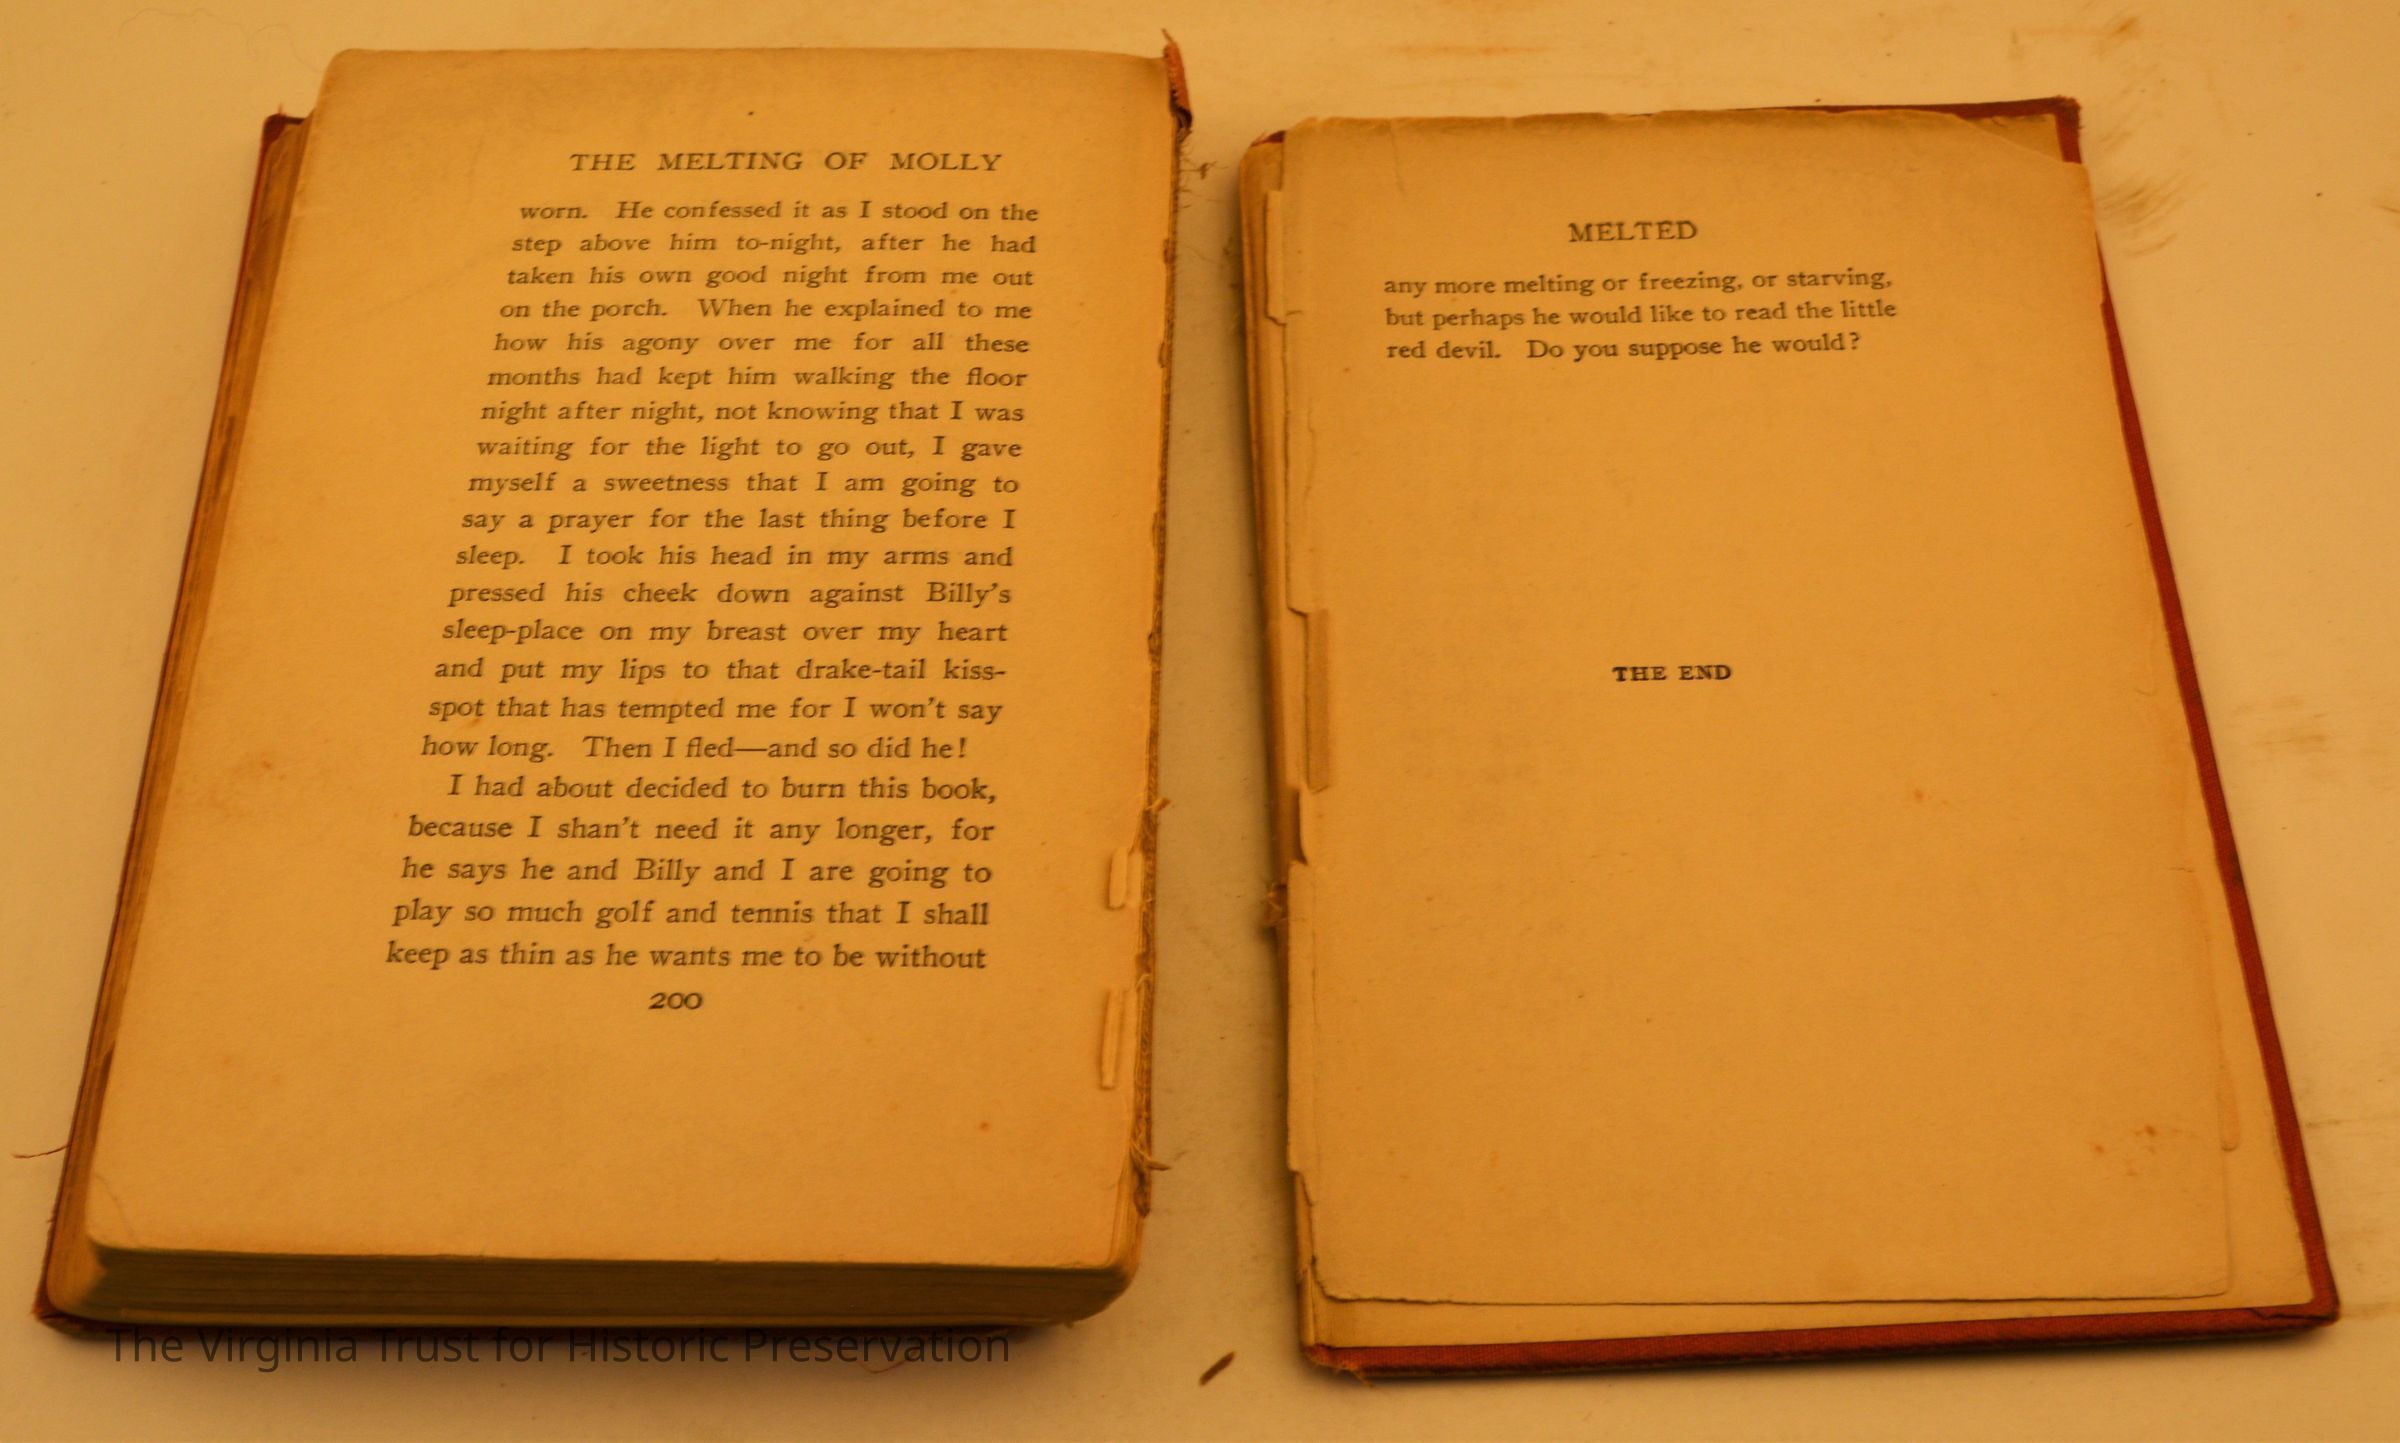 THE MELTING OF MOLLY
worn. He confessed it as I stood on the
step above him to-night, after he had
taken his own good night from me out
on the porch. When he explained to me
how his agony over me for all these
months had kept him walking the floor
night after night, not knowing that I was
waiting for the light to go out, I gave
myself a sweetness that I am going to
say a prayer for the last thing before I
sleep. I took his head in my arms and
pressed his cheek down against Billy's
sleep-place on my breast over my heart
and put my lips to that drake-tail kiss-
spot that has tempted me for I won't say
how long. Then I fled—and so did he!
I had about decided to burn this book,
because I shan't need it any longer, for
he says he and Billy and I are going to
play so much golf and tennis that I shall
keep as thin as he wants me to be without
200
MELTED
any more melting or freezing, or starving,
but perhaps he would like to read the little
red devil. Do you suppose he would?
THE END
The Virginia Trust for Historic Preservation